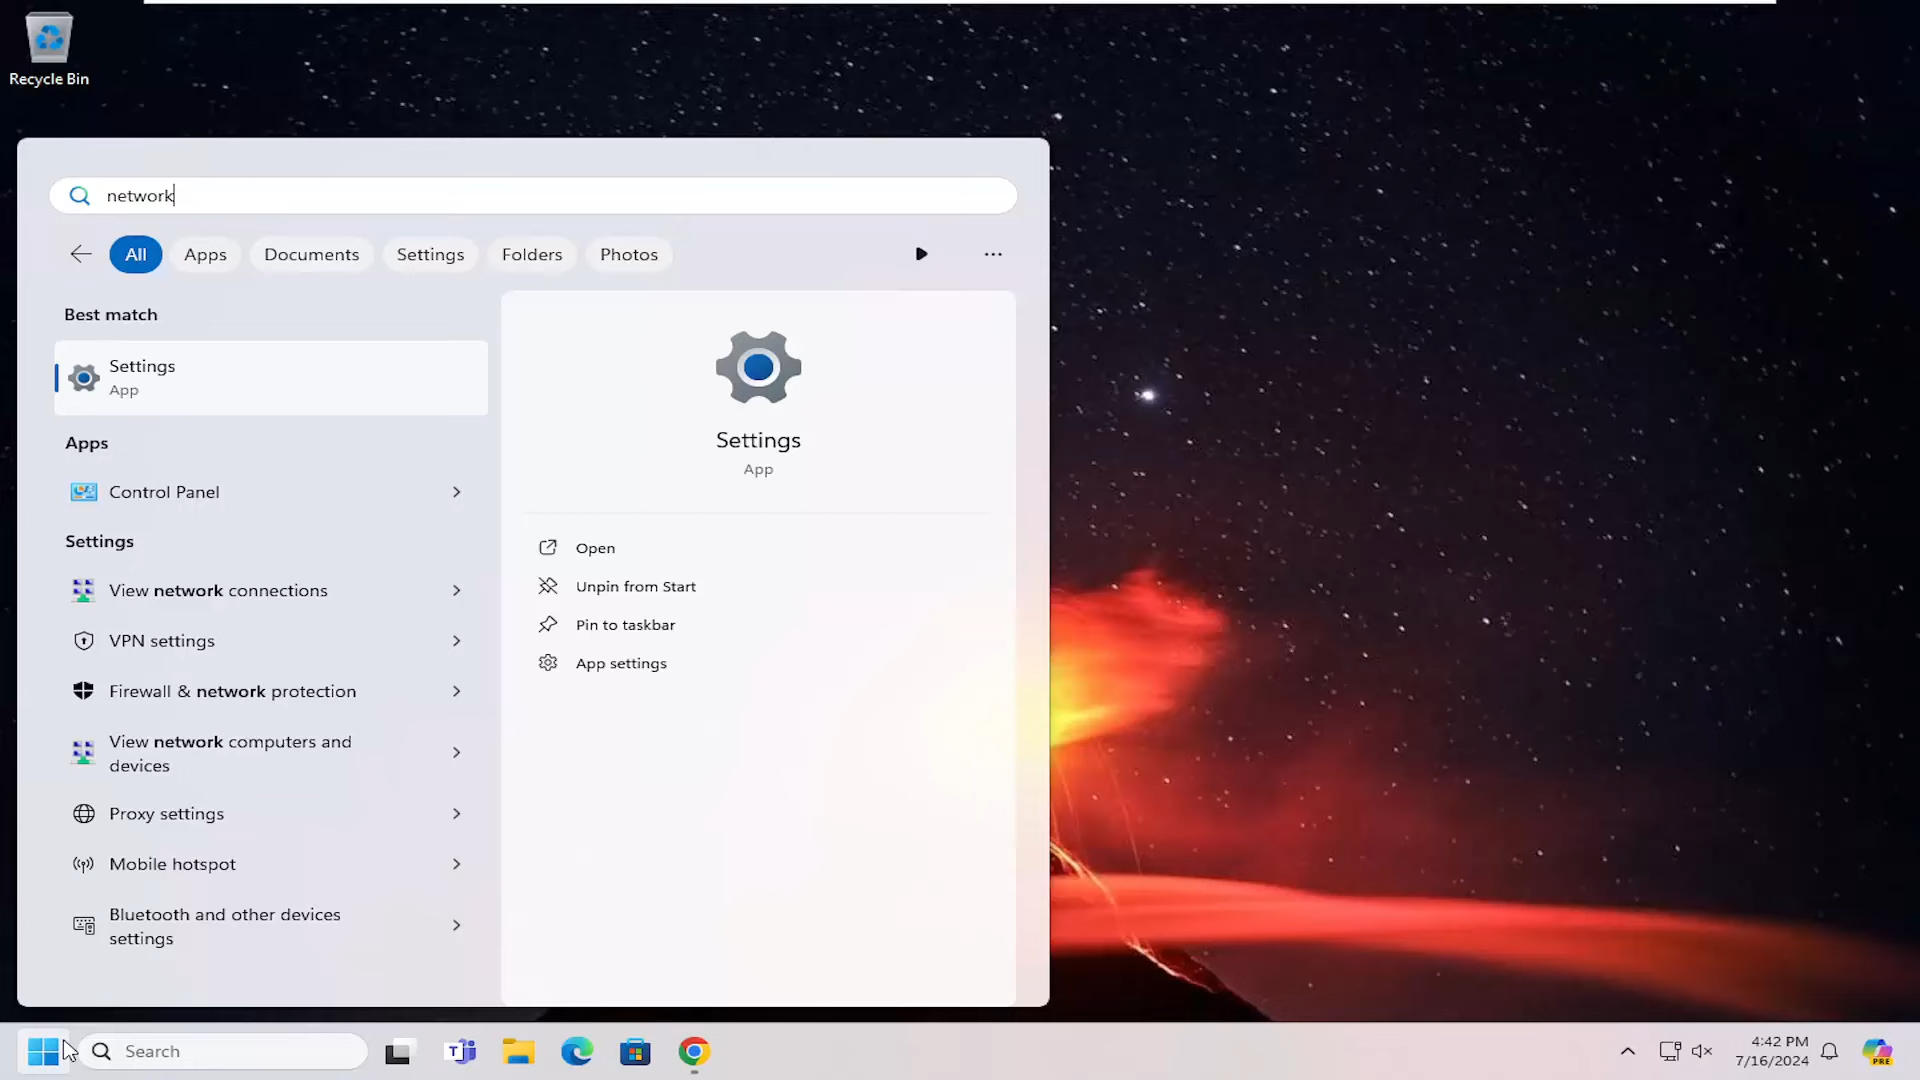 Recycle Bin
network
All
Apps
Documents
Settings
Folders
Photos
Best match
Settings
App
Apps
Control Panel
Settings
View network connections
VPN settings
Firewall & network protection
View network computers and
devices
Proxy settings
Mobile hotspot
Bluetooth and other devices
settings
Settings
App
Open
Unpin from Start
Pin to taskbar
App settings
Search
T
4:42 PM
7/16/2024
PRE